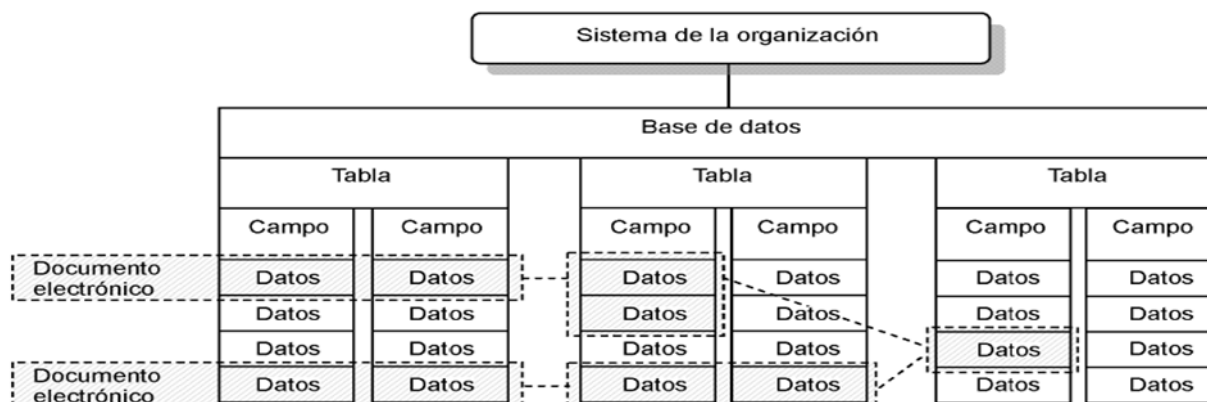 Sistema de la organización
Base de datos
Tabla Tabla Tabla
Campo Campo Campo Campo Campo Campo
Documento
electrónico
Datos Datos Datos Datos Datos Datos
Datos Datos Datos Datos Datos Datos
Datos Datos Datos Datos Datos Datos
Documento
electrónico
Datos Datos Datos Datos Datos Datos